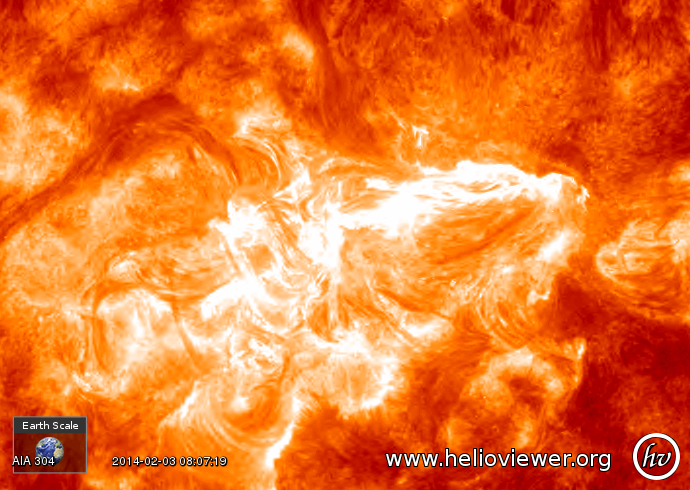 Earth Scale
AIA 304
2014-02-03 08:07:19
www.helioviewer.org
hv